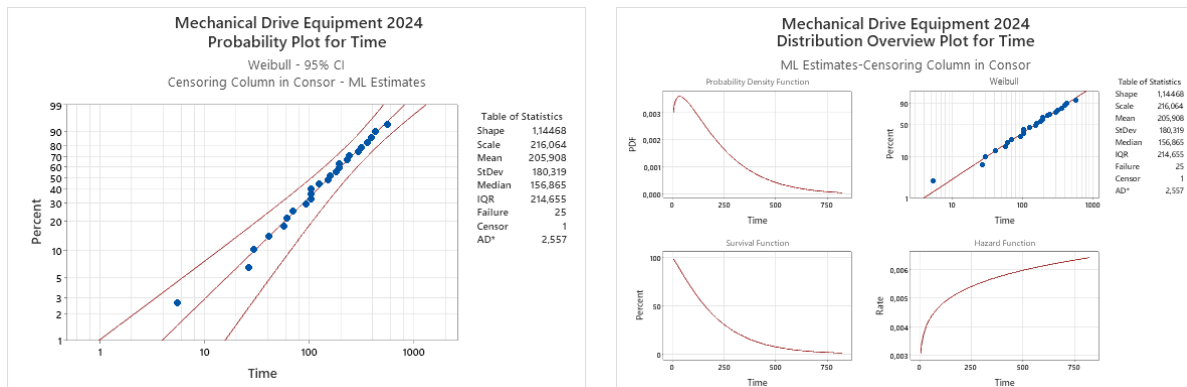 Mechanical Drive Equipment 2024
Probability Plot for Time
Weibull - 95% CI
Censoring Column in Consor - ML Estimates
99
90
80
70
60
50
40
30
20
10
5
3
2
1
Percent
1
10
100
1000
Time
Table of Statistics
Shape 1,14468
Scale 216,064
Mean 205,908
StDev 180,319
Median 156,865
IQR 214,655
Failure 25
Censor 1
AD* 2,557
Mechanical Drive Equipment 2024
Distribution Overview Plot for Time
ML Estimates-Censoring Column in Consor
Probability Density Function
0,003
0,002
0,001
0,000
PDF
0
250
500
750
Time
Weibull
90
50
10
1
Percent
10
100
1000
Time
Table of Statistics
Shape 1,14468
Scale 216,064
Mean 205,908
StDev 180,319
Median 156,865
IQR 214,655
Failure 25
Censor 1
AD* 2,557
Survival Function
100
50
0
Percent
0
250
500
750
Time
Hazard Function
0,006
0,005
0,004
0,003
Rate
0
250
500
750
Time